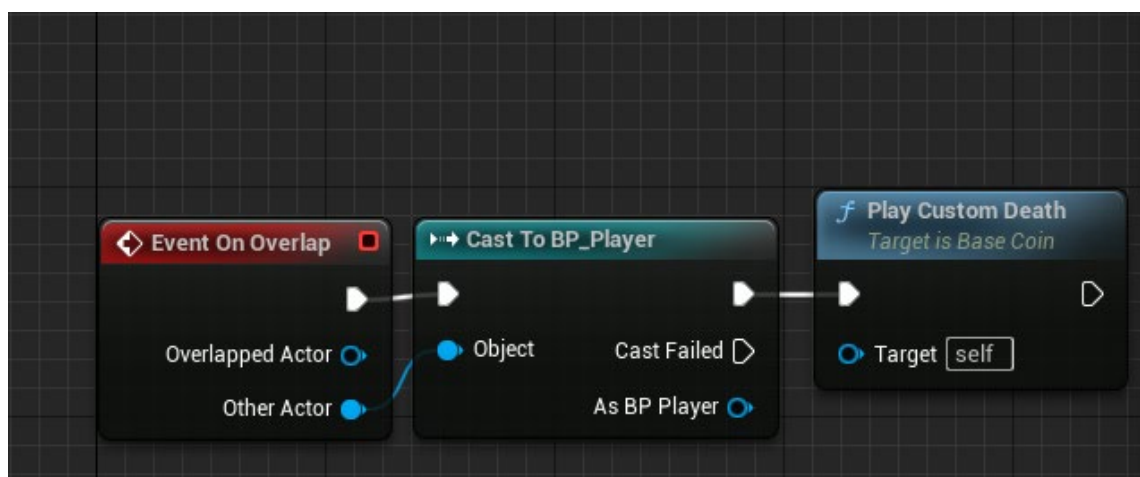 Event On Overlap
Overlapped Actor
Other Actor
Cast To BP_Player
Object
Cast Failed
As BP Player
f Play Custom Death
Target is Base Coin
Target self